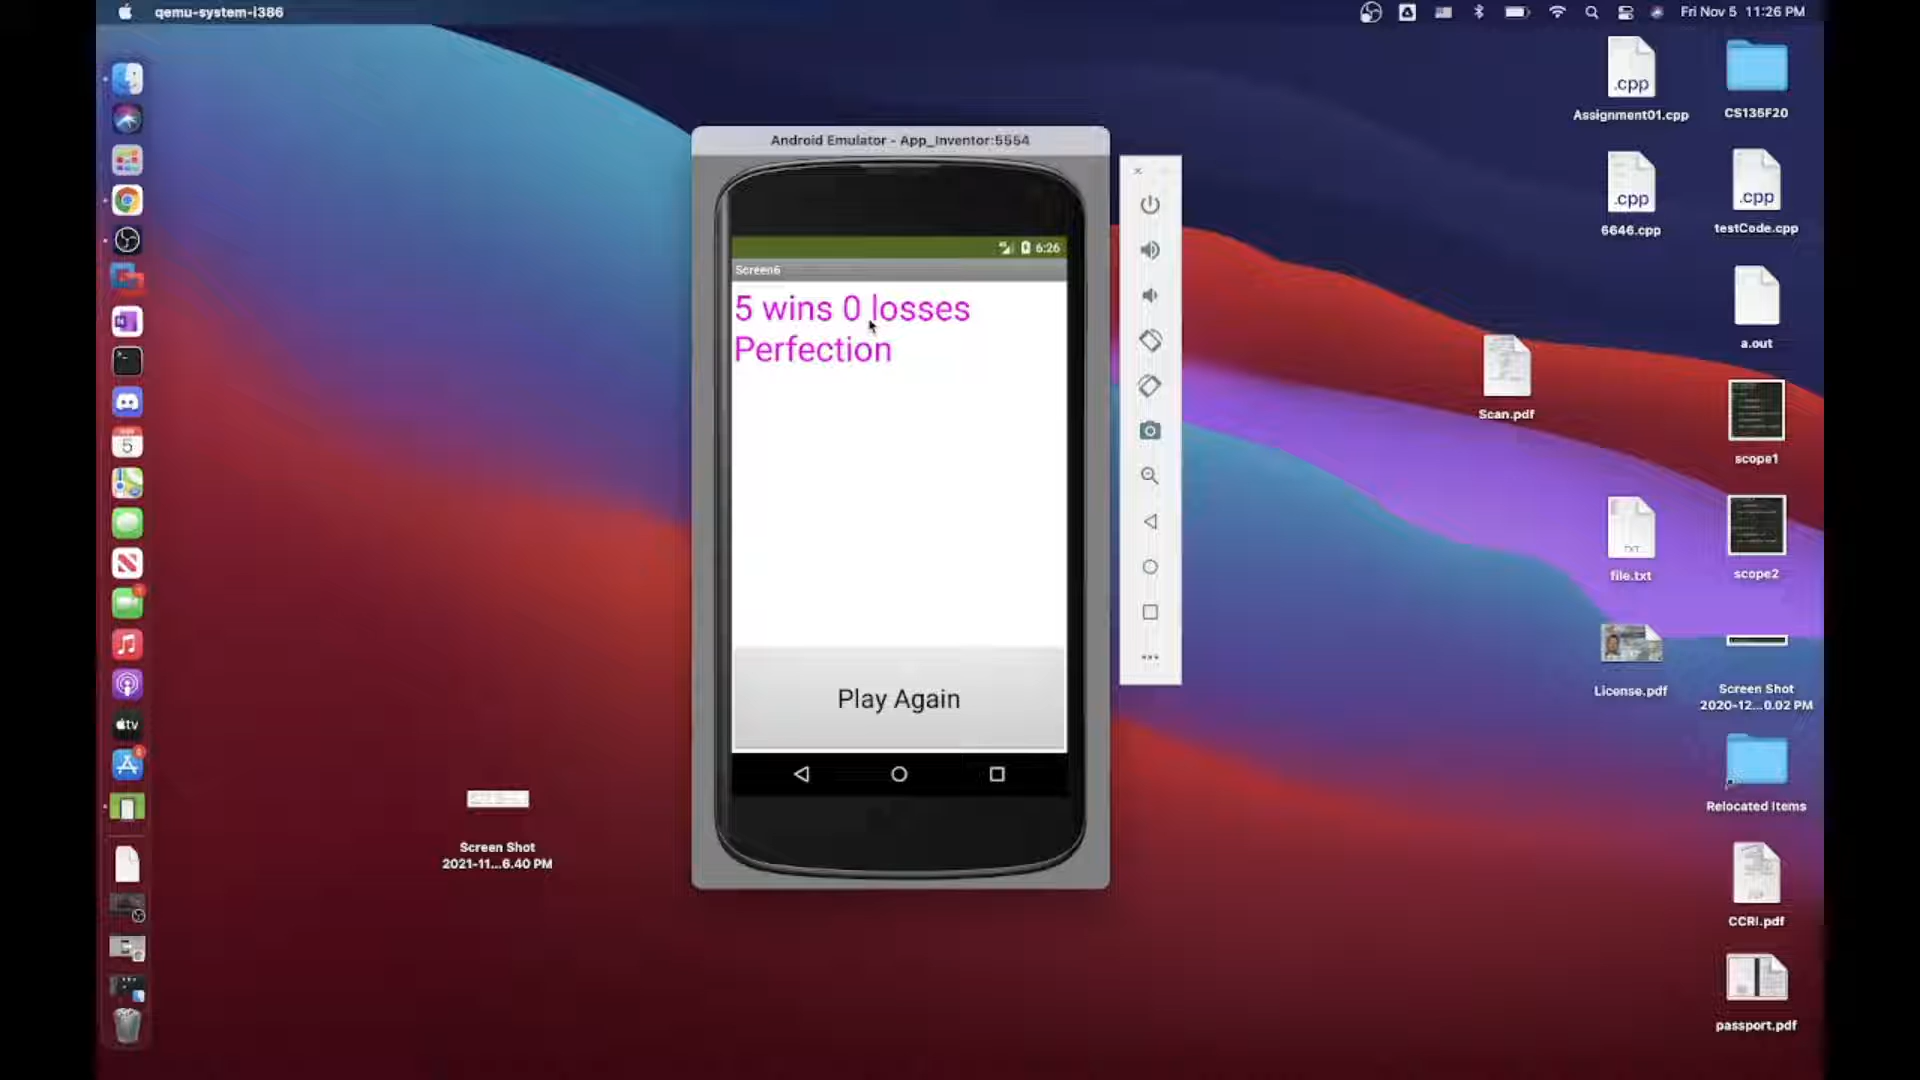 qemu-system-i386
Fri Nov 5 11:26 PM
Android Emulator - App_Inventor:5554
6:26
Screen6
5 wins 0 losses
Perfection
Play Again
Assignment01.cpp
CS135F20
.cpp
.cpp
6646.cpp
.cpp
testCode.cpp
a.out
Scan.pdf
scope1
TXT
file.txt
scope2
License.pdf
Screen Shot
2020-12...0.02 PM
Relocated Items
CCRI.pdf
passport.pdf
Screen Shot
2021-11...6.40 PM
5
tv